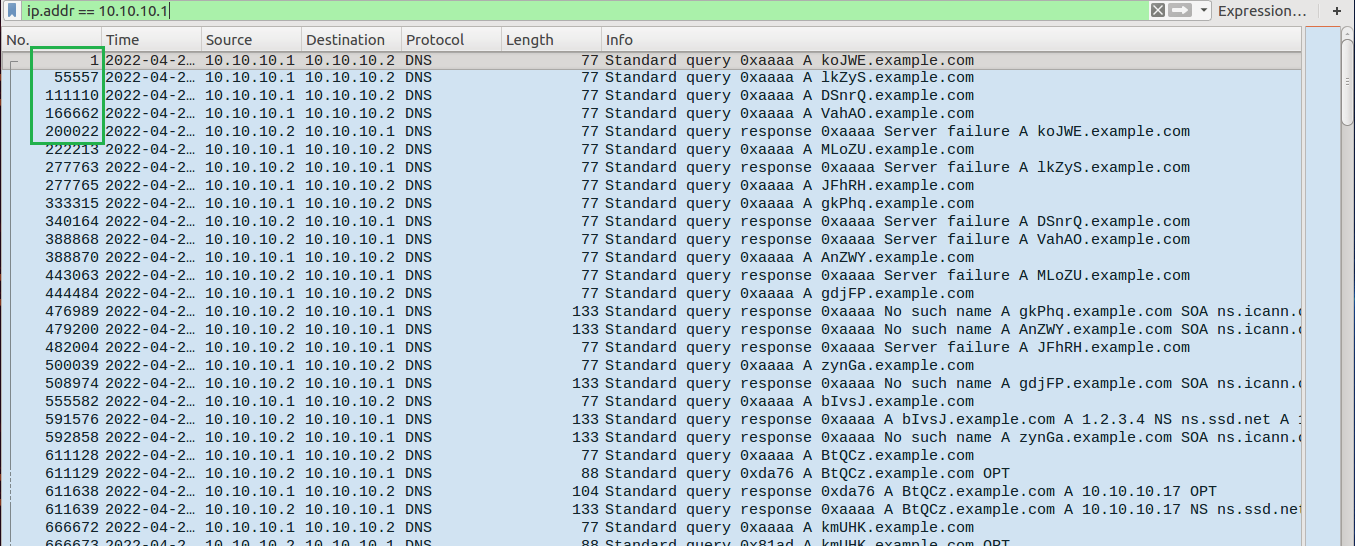 ip.addr == 10.10.10.1 Expression… +
No. Time Source Destination Protocol Length Info
1 2022-04-2… 10.10.10.1 10.10.10.2 DNS 77 Standard query 0xaaaa A koJWE.example.com
55557 2022-04-2… 10.10.10.1 10.10.10.2 DNS 77 Standard query 0xaaaa A lkZyS.example.com
111110 2022-04-2… 10.10.10.1 10.10.10.2 DNS 77 Standard query 0xaaaa A DSnrQ.example.com
166662 2022-04-2… 10.10.10.1 10.10.10.2 DNS 77 Standard query 0xaaaa A VahAO.example.com
200022 2022-04-2… 10.10.10.2 10.10.10.1 DNS 77 Standard query response 0xaaaa Server failure A koJWE.example.com
222213 2022-04-2… 10.10.10.1 10.10.10.2 DNS 77 Standard query 0xaaaa A MLoZU.example.com
277763 2022-04-2… 10.10.10.2 10.10.10.1 DNS 77 Standard query response 0xaaaa Server failure A lkZyS.example.com
277765 2022-04-2… 10.10.10.1 10.10.10.2 DNS 77 Standard query 0xaaaa A JFhRH.example.com
333315 2022-04-2… 10.10.10.1 10.10.10.2 DNS 77 Standard query 0xaaaa A gkPhq.example.com
340164 2022-04-2… 10.10.10.2 10.10.10.1 DNS 77 Standard query response 0xaaaa Server failure A DSnrQ.example.com
388868 2022-04-2… 10.10.10.2 10.10.10.1 DNS 77 Standard query response 0xaaaa Server failure A VahAO.example.com
388870 2022-04-2… 10.10.10.1 10.10.10.2 DNS 77 Standard query 0xaaaa A AnZWY.example.com
443063 2022-04-2… 10.10.10.2 10.10.10.1 DNS 77 Standard query response 0xaaaa Server failure A MLoZU.example.com
444484 2022-04-2… 10.10.10.1 10.10.10.2 DNS 77 Standard query 0xaaaa A gdjFP.example.com
476989 2022-04-2… 10.10.10.2 10.10.10.1 DNS 133 Standard query response 0xaaaa No such name A gkPhq.example.com SOA ns.icann.o
479200 2022-04-2… 10.10.10.2 10.10.10.1 DNS 133 Standard query response 0xaaaa No such name A AnZWY.example.com SOA ns.icann.o
482004 2022-04-2… 10.10.10.2 10.10.10.1 DNS 77 Standard query response 0xaaaa Server failure A JFhRH.example.com
500039 2022-04-2… 10.10.10.1 10.10.10.2 DNS 77 Standard query 0xaaaa A zynGa.example.com
508974 2022-04-2… 10.10.10.2 10.10.10.1 DNS 133 Standard query response 0xaaaa No such name A gdjFP.example.com SOA ns.icann.o
555582 2022-04-2… 10.10.10.1 10.10.10.2 DNS 77 Standard query 0xaaaa A bIvsJ.example.com
591576 2022-04-2… 10.10.10.2 10.10.10.1 DNS 133 Standard query response 0xaaaa A bIvsJ.example.com A 1.2.3.4 NS ns.ssd.net A 1
592858 2022-04-2… 10.10.10.2 10.10.10.1 DNS 133 Standard query response 0xaaaa No such name A zynGa.example.com SOA ns.icann.o
611128 2022-04-2… 10.10.10.1 10.10.10.2 DNS 77 Standard query 0xaaaa A BtQCz.example.com
611129 2022-04-2… 10.10.10.2 10.10.10.1 DNS 88 Standard query 0xda76 A BtQCz.example.com OPT
611638 2022-04-2… 10.10.10.1 10.10.10.2 DNS 104 Standard query response 0xda76 A BtQCz.example.com A 10.10.10.17 OPT
611639 2022-04-2… 10.10.10.2 10.10.10.1 DNS 133 Standard query response 0xaaaa A BtQCz.example.com A 10.10.10.17 NS ns.ssd.net
666672 2022-04-2… 10.10.10.1 10.10.10.2 DNS 77 Standard query 0xaaaa A kmUHK.example.com
666673 2022-04-2… 10.10.10.2 10.10.10.1 DNS 88 Standard query 0x81ad A kmUHK.example.com OPT